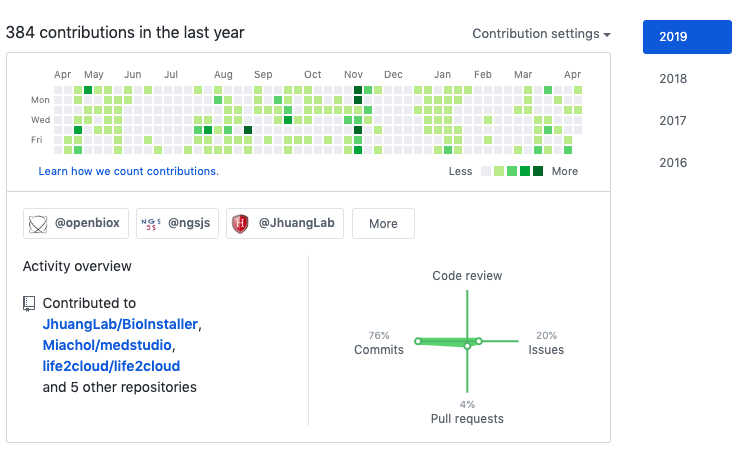 384 contributions in the last year
Contribution settings
2019
2018
2017
2016
Apr May Jun Jul Aug Sep Oct Nov Dec Jan Feb Mar Apr
Mon
Wed
Fri
Learn how we count contributions.
Less More
@openbiox
NGS JS @ngsjs
H @JhuangLab
More
Activity overview
Contributed to
JhuangLab/BioInstaller,
Miachol/medstudio,
life2cloud/life2cloud
and 5 other repositories
Code review
76%
Commits
20%
Issues
4%
Pull requests